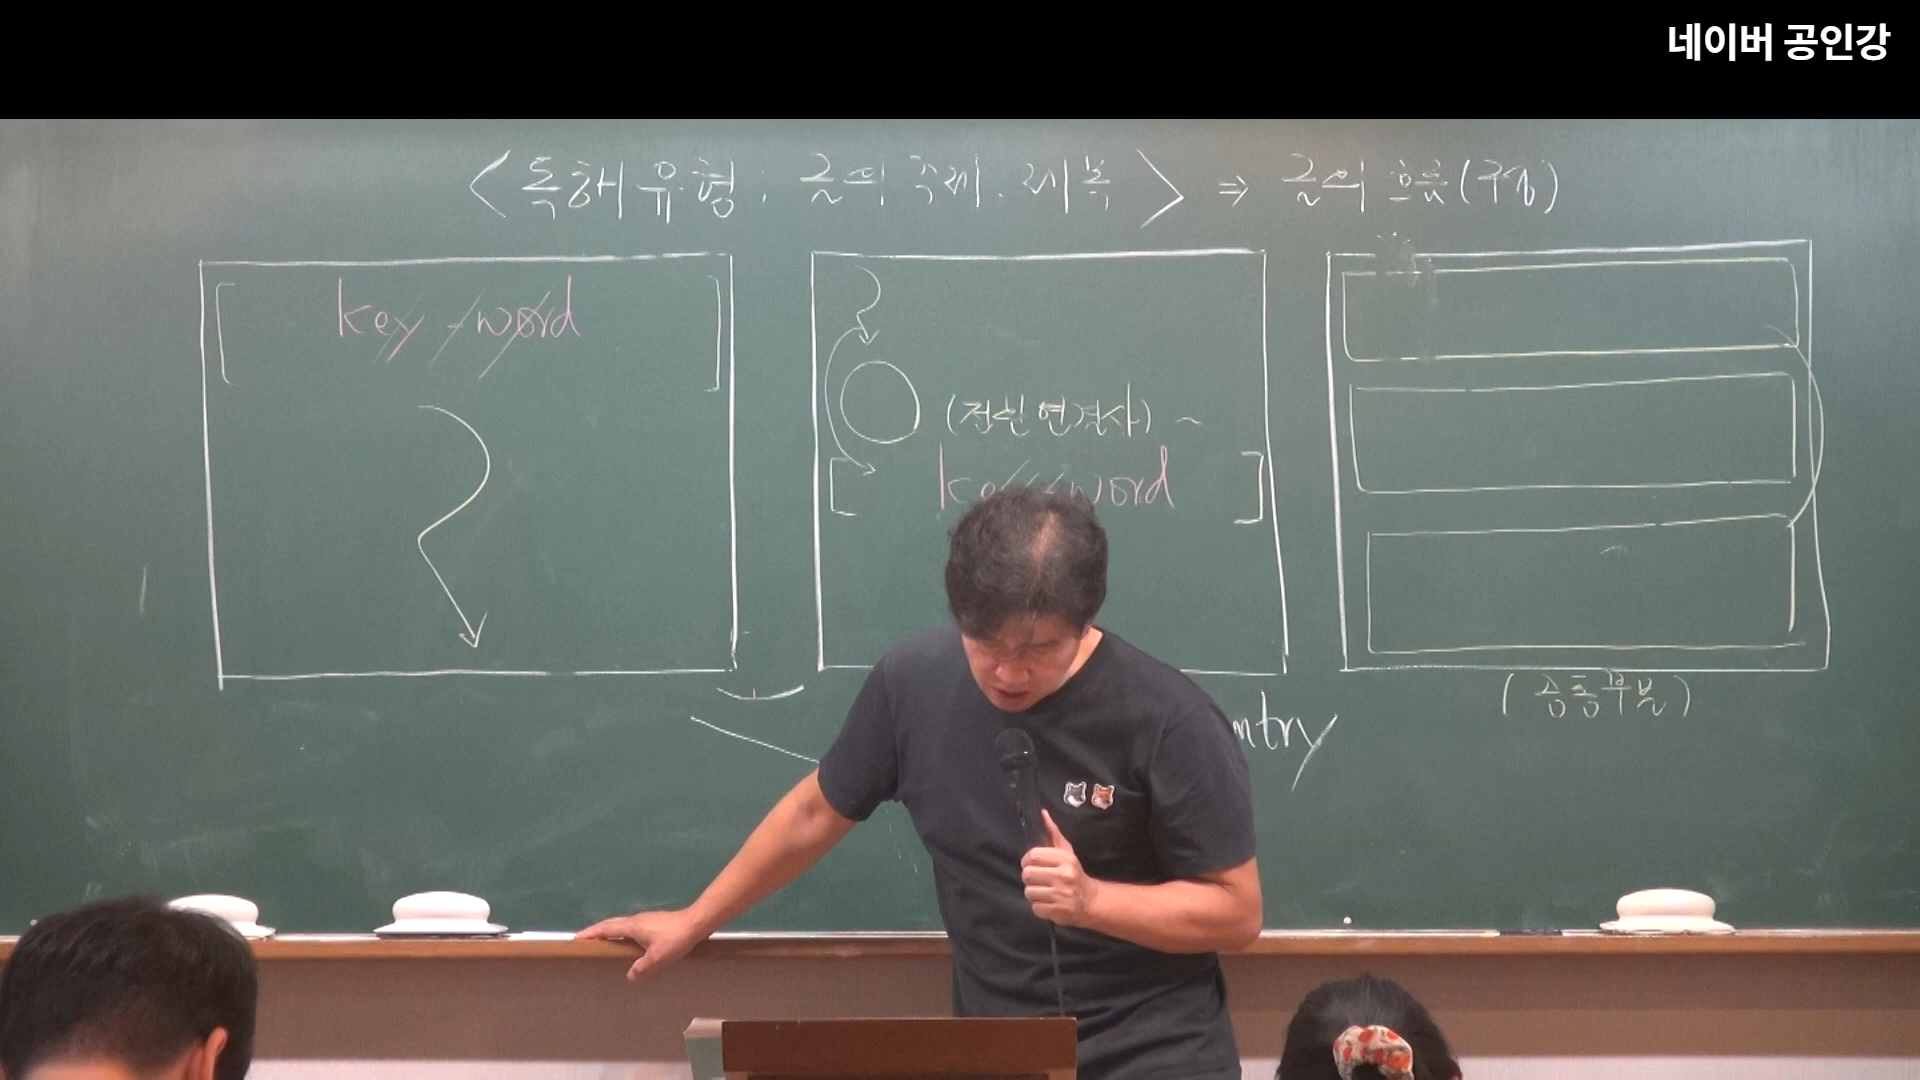 네이버 공인강
<독해유형: 글의 주제.제목> ⇒ 글의 흐름(구성)
key-word
(전환 연결사) ~
key-word
(공통부분)
ntry